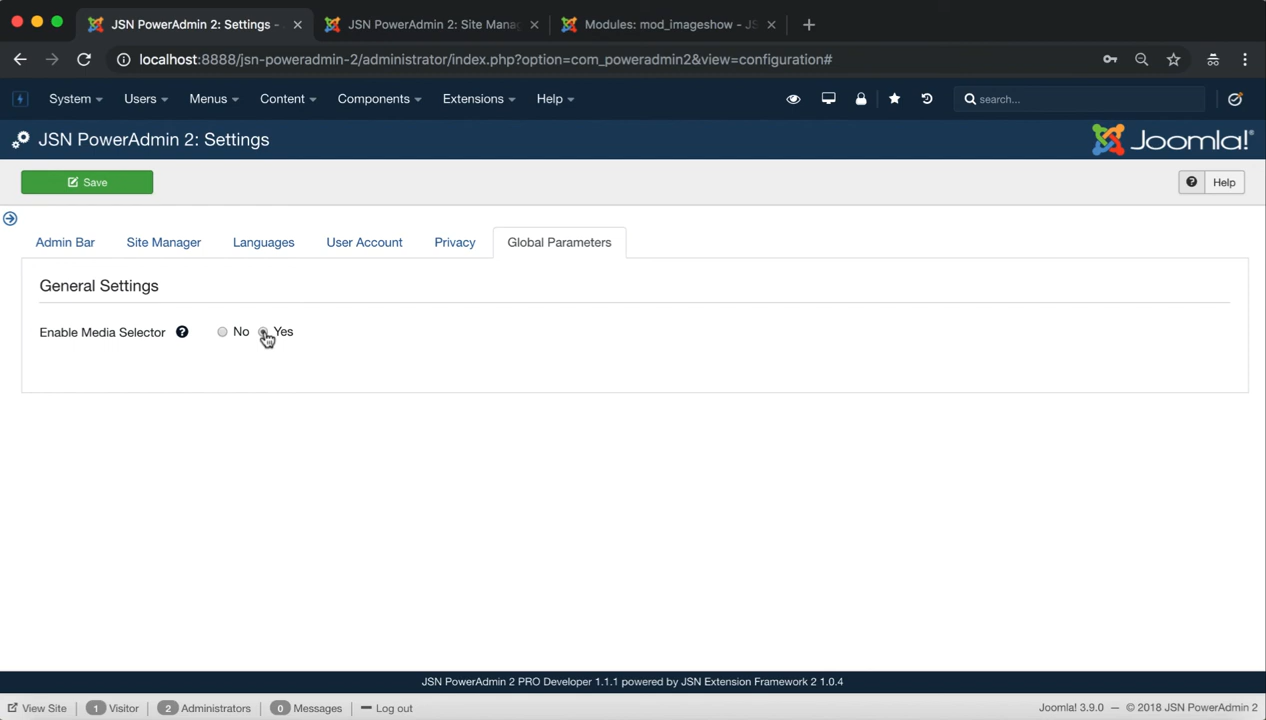 JSN PowerAdmin 2: Settings -
JSN PowerAdmin 2: Site Mana
Modules: mod_imageshow - JS
localhost:8888/jsn-poweradmin-2/administrator/index.php?option=com_poweradmin2&view=configuration#
System Users Menus Content Components Extensions Help search...
JSN PowerAdmin 2: Settings
Joomla!®
Save
? Help
Admin Bar Site Manager Languages User Account Privacy Global Parameters
General Settings
Enable Media Selector ? No Yes
JSN PowerAdmin 2 PRO Developer 1.1.1 powered by JSN Extension Framework 2 1.0.4
View Site 1 Visitor 2 Administrators 0 Messages Log out Joomla! 3.9.0 — © 2018 JSN PowerAdmin 2